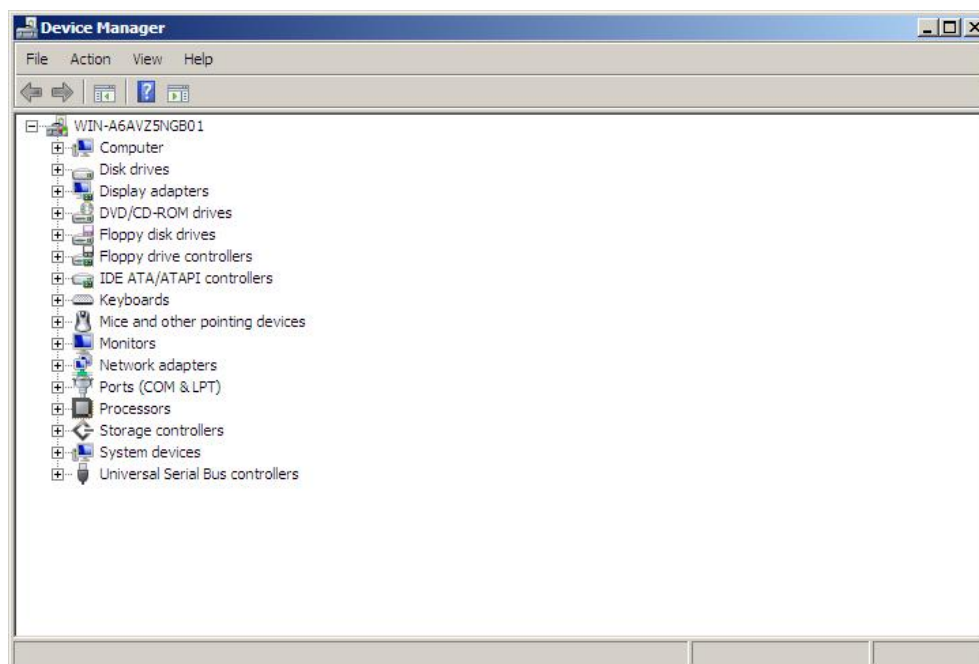 Device Manager
File Action View Help
WIN-A6AVZ5NGB01
Computer
Disk drives
Display adapters
DVD/CD-ROM drives
Floppy disk drives
Floppy drive controllers
IDE ATA/ATAPI controllers
Keyboards
Mice and other pointing devices
Monitors
Network adapters
Ports (COM & LPT)
Processors
Storage controllers
System devices
Universal Serial Bus controllers